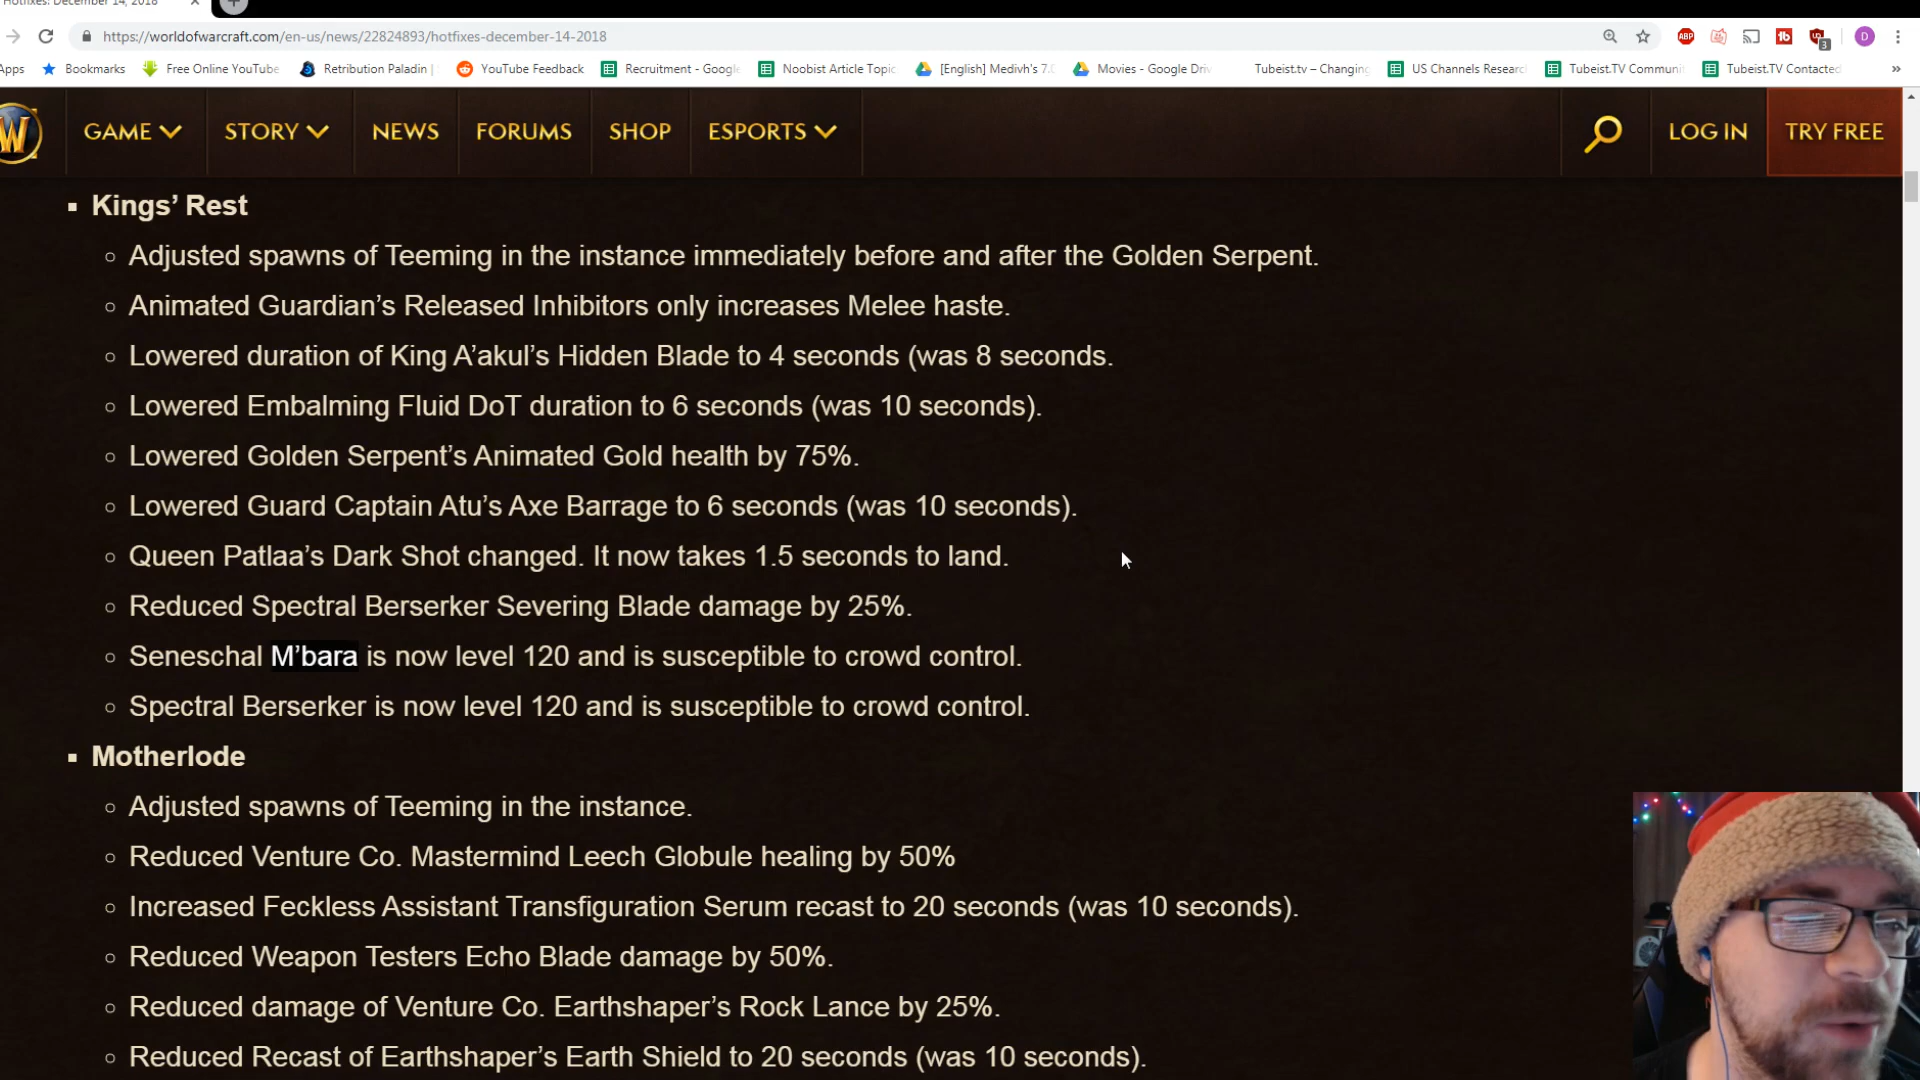 Hotfixes: December 14, 2018
https://worldofwarcraft.com/en-us/news/22824893/hotfixes-december-14-2018
ABP
3
D
Apps Bookmarks Free Online YouTube Retribution Paladin | YouTube Feedback Recruitment - Google Noobist Article Topic [English] Medivh's 7.0 Movies - Google Driv Tubeist.tv – Changing US Channels Researc Tubeist.TV Communi Tubeist.TV Contacted »
W GAME STORY NEWS FORUMS SHOP ESPORTS LOG IN TRY FREE
Kings’ Rest
Adjusted spawns of Teeming in the instance immediately before and after the Golden Serpent.
Animated Guardian’s Released Inhibitors only increases Melee haste.
Lowered duration of King A’akul’s Hidden Blade to 4 seconds (was 8 seconds.
Lowered Embalming Fluid DoT duration to 6 seconds (was 10 seconds).
Lowered Golden Serpent’s Animated Gold health by 75%.
Lowered Guard Captain Atu’s Axe Barrage to 6 seconds (was 10 seconds).
Queen Patlaa’s Dark Shot changed. It now takes 1.5 seconds to land.
Reduced Spectral Berserker Severing Blade damage by 25%.
Seneschal M’bara is now level 120 and is susceptible to crowd control.
Spectral Berserker is now level 120 and is susceptible to crowd control.
Motherlode
Adjusted spawns of Teeming in the instance.
Reduced Venture Co. Mastermind Leech Globule healing by 50%
Increased Feckless Assistant Transfiguration Serum recast to 20 seconds (was 10 seconds).
Reduced Weapon Testers Echo Blade damage by 50%.
Reduced damage of Venture Co. Earthshaper’s Rock Lance by 25%.
Reduced Recast of Earthshaper’s Earth Shield to 20 seconds (was 10 seconds).